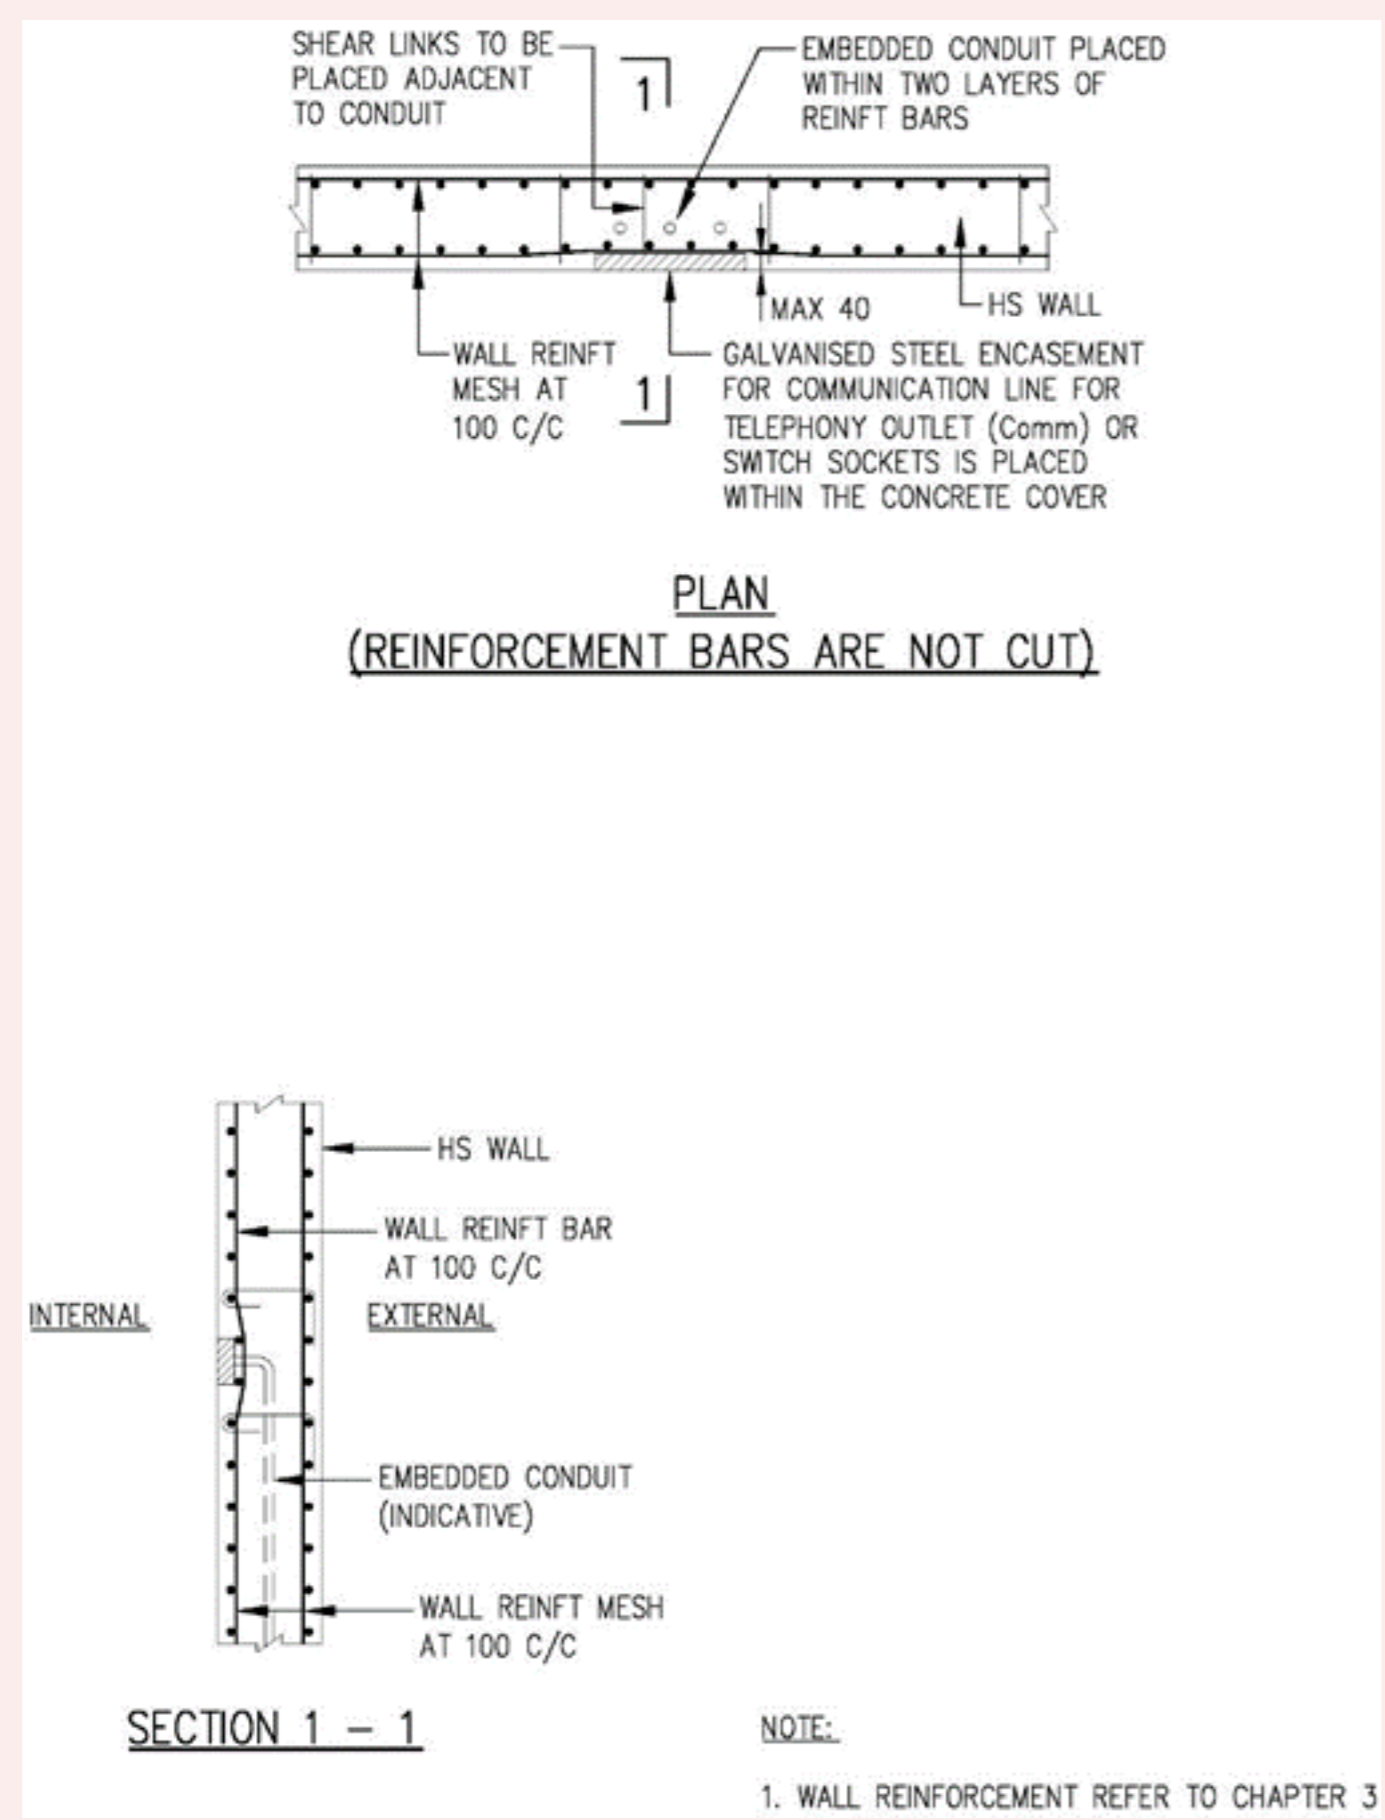 SHEAR LINKS TO BE
PLACED ADJACENT
TO CONDUIT
1
EMBEDDED CONDUIT PLACED
WITHIN TWO LAYERS OF
REINFT BARS
MAX 40
HS WALL
WALL REINFT
MESH AT
100 C/C
1
GALVANISED STEEL ENCASEMENT
FOR COMMUNICATION LINE FOR
TELEPHONY OUTLET (Comm) OR
SWITCH SOCKETS IS PLACED
WITHIN THE CONCRETE COVER
PLAN
(REINFORCEMENT BARS ARE NOT CUT)
HS WALL
WALL REINFT BAR
AT 100 C/C
INTERNAL
EXTERNAL
EMBEDDED CONDUIT
(INDICATIVE)
WALL REINFT MESH
AT 100 C/C
SECTION 1 – 1
NOTE:
1. WALL REINFORCEMENT REFER TO CHAPTER 3